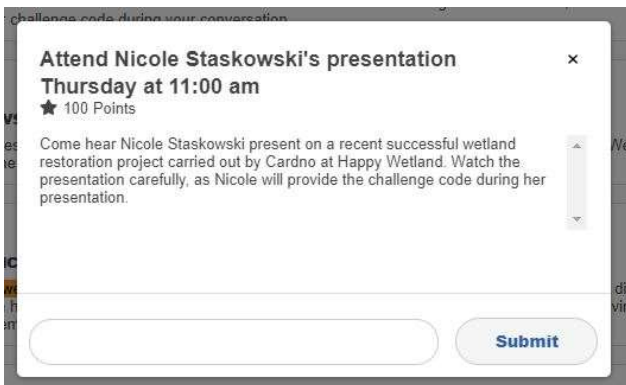 challenge code during your conversation.
Attend Nicole Staskowski's presentation
Thursday at 11:00 am
×
★ 100 Points
Come hear Nicole Staskowski present on a recent successful wetland
restoration project carried out by Cardno at Happy Wetland. Watch the
presentation carefully, as Nicole will provide the challenge code during her
presentation.
Submit